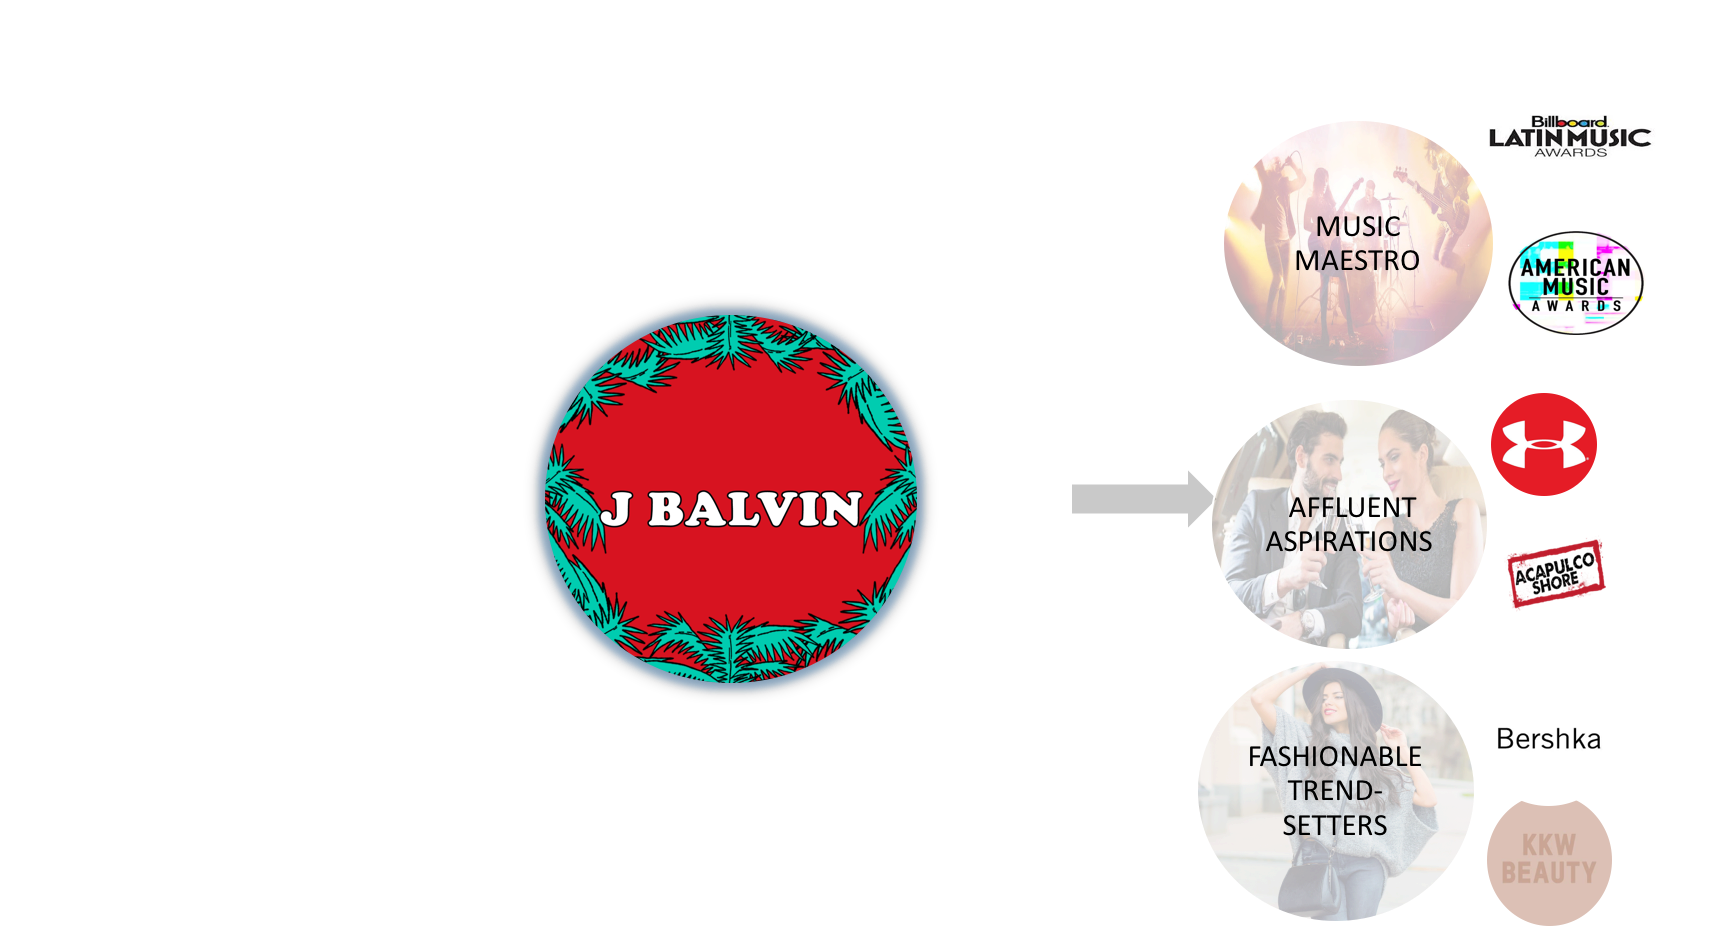 J BALVIN
MUSIC
MAESTRO
Billboard
LATIN MUSIC
AWARDS
AMERICAN
MUSIC
AWARDS
AFFLUENT
ASPIRATIONS
ACAPULCO
SHORE
FASHIONABLE
TREND-
SETTERS
Bershka
KKW
BEAUTY